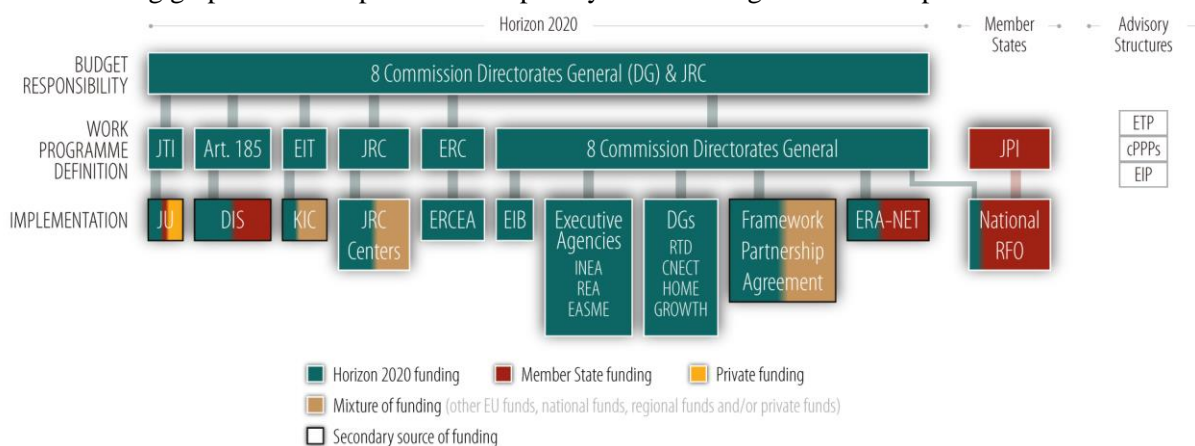 Horizon 2020
Member
States
Advisory
Structures
BUDGET
RESPONSIBILITY
8 Commission Directorates General (DG) & JRC
WORK
PROGRAMME
DEFINITION
JTI
Art. 185
EIT
JRC
ERC
8 Commission Directorates General
JPI
ETP
cPPPs
EIP
IMPLEMENTATION
JU
DIS
KIC
JRC
Centers
ERCEA
EIB
Executive
Agencies
INEA
REA
EASME
DGs
RTD
CNECT
HOME
GROWTH
Framework
Partnership
Agreement
ERA-NET
National
RFO
Horizon 2020 funding
Member State funding
Private funding
Mixture of funding (other EU funds, national funds, regional funds and/or private funds)
Secondary source of funding